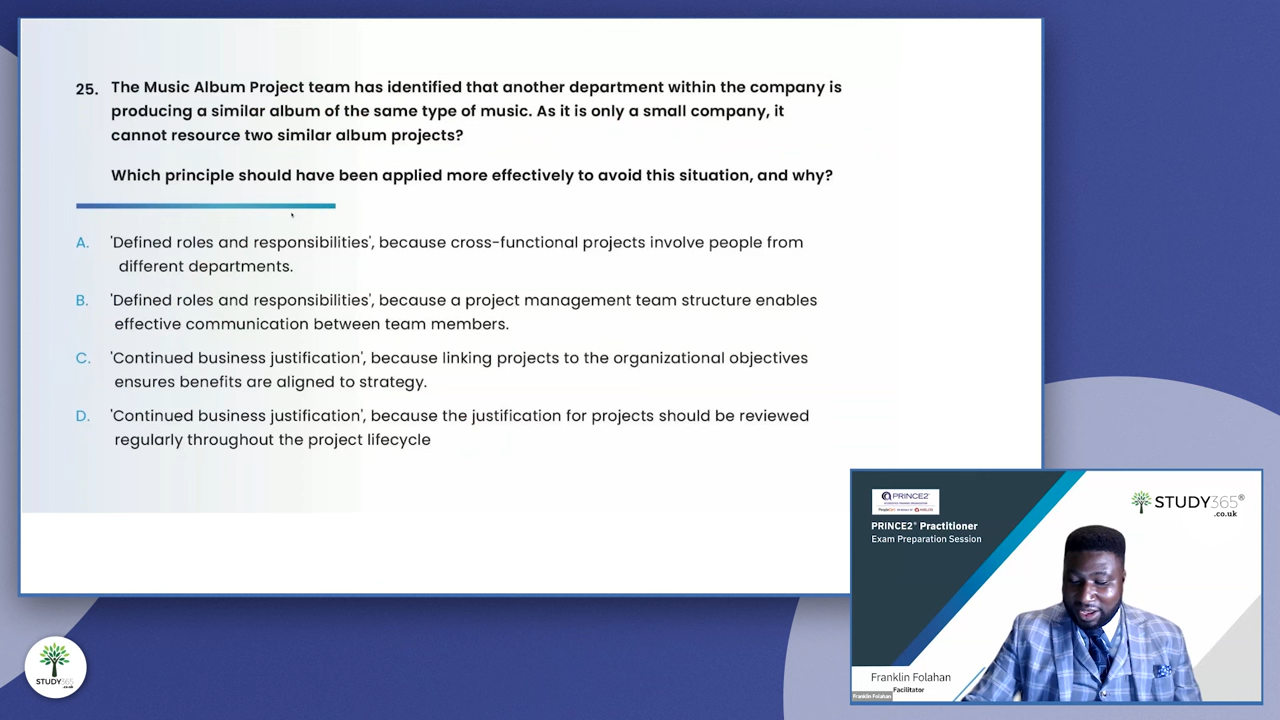 25. The Music Album Project team has identified that another department within the company is
producing a similar album of the same type of music. As it is only a small company, it
cannot resource two similar album projects?
Which principle should have been applied more effectively to avoid this situation, and why?
A. 'Defined roles and responsibilities', because cross-functional projects involve people from
different departments.
B. 'Defined roles and responsibilities', because a project management team structure enables
effective communication between team members.
C. 'Continued business justification', because linking projects to the organizational objectives
ensures benefits are aligned to strategy.
D. 'Continued business justification', because the justification for projects should be reviewed
regularly throughout the project lifecycle
PRINCE2
PRINCE2® Practitioner
Exam Preparation Session
STUDY365®
.co.uk
Franklin Folahan
Facilitator
Franklin Folahan
STUDY365
.co.uk